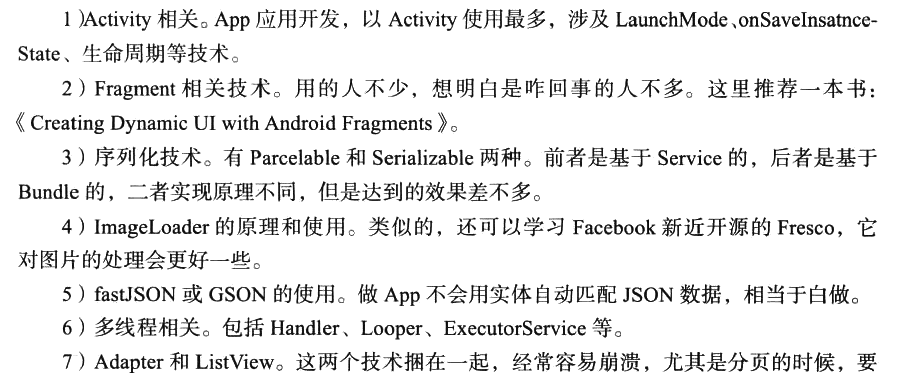 1)Activity 相关。App 应用开发，以 Activity 使用最多，涉及 LaunchMode、onSaveInsatnce-
State、生命周期等技术。
2）Fragment 相关技术。用的人不少，想明白是咋回事的人不多。这里推荐一本书：
《Creating Dynamic UI with Android Fragments》。
3）序列化技术。有 Parcelable 和 Serializable 两种。前者是基于 Service 的，后者是基于
Bundle 的，二者实现原理不同，但是达到的效果差不多。
4）ImageLoader 的原理和使用。类似的，还可以学习 Facebook 新近开源的 Fresco，它
对图片的处理会更好一些。
5）fastJSON 或 GSON 的使用。做 App 不会用实体自动匹配 JSON 数据，相当于白做。
6）多线程相关。包括 Handler、Looper、ExecutorService 等。
7）Adapter 和 ListView。这两个技术捆在一起，经常容易崩溃，尤其是分页的时候，要